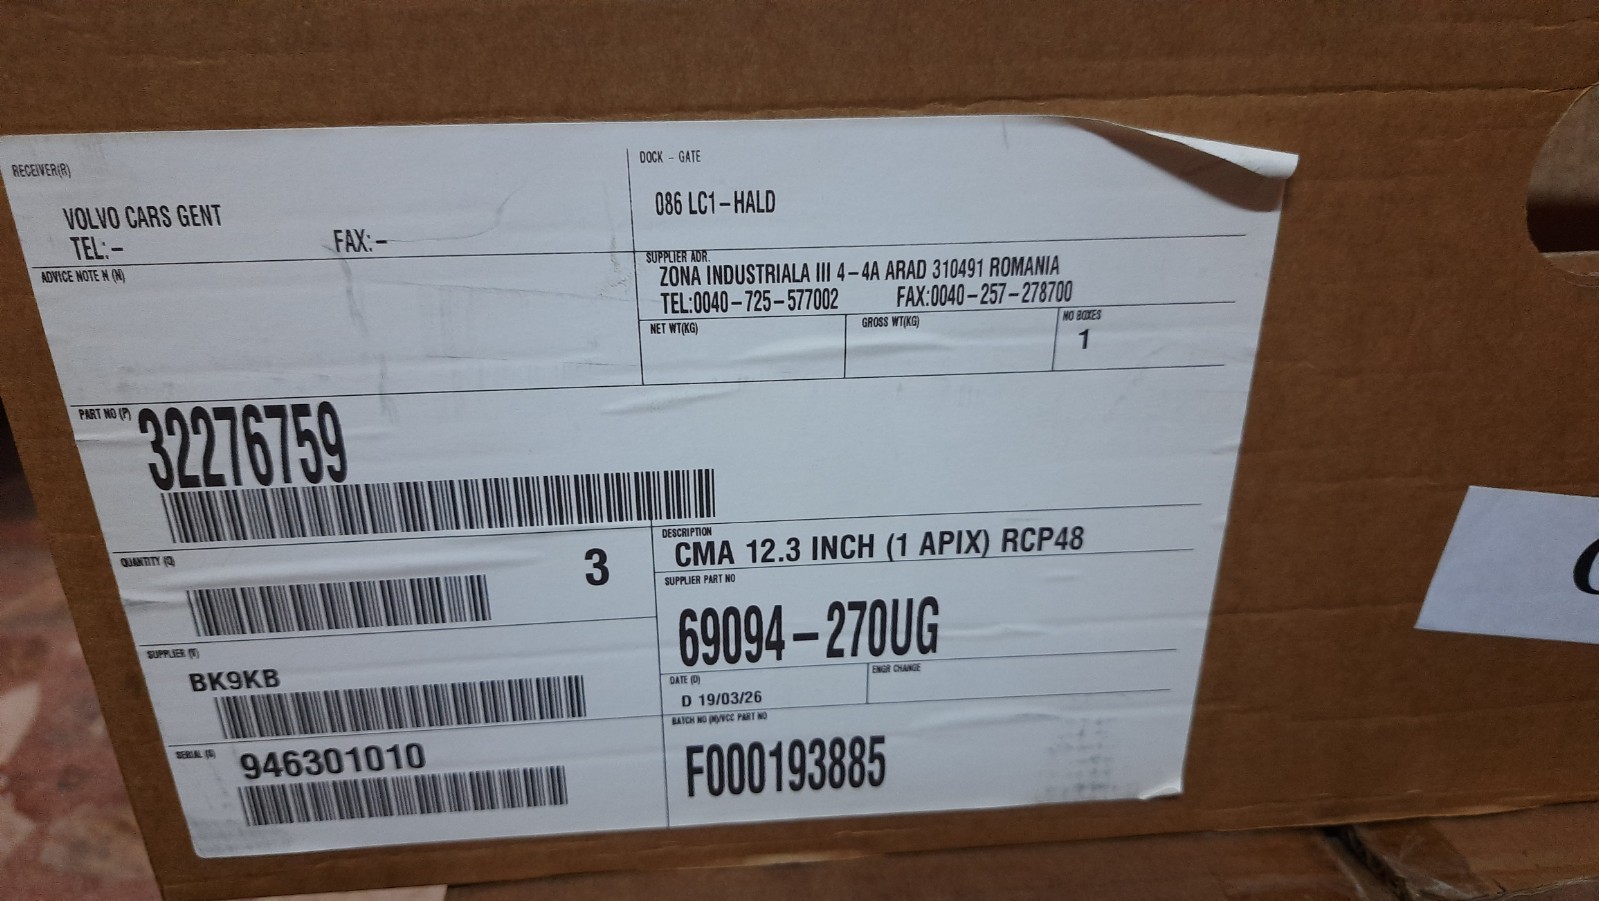 RECEIVER(R)
VOLVO CARS GENT
TEL:-
FAX:-
DOCK - GATE
086 LC1-HALD
ADVICE NOTE N (N)
SUPPLIER ADR.
ZONA INDUSTRIALA III 4-4A ARAD 310491 ROMANIA
TEL:0040-725-577002
FAX:0040-257-278700
NET WT(KG)
GROSS WT(KG)
NO BOXES
1
PART NO (P)
32276759
QUANTITY (Q)
3
DESCRIPTION
CMA 12.3 INCH (1 APIX) RCP48
SUPPLIER PART NO
69094-270UG
SUPPLIER (V)
BK9KB
DATE (D)
D 19/03/26
ENGR CHANGE
SERIAL (S)
946301010
BATCH NO (H)/VCC PART NO
F000193885